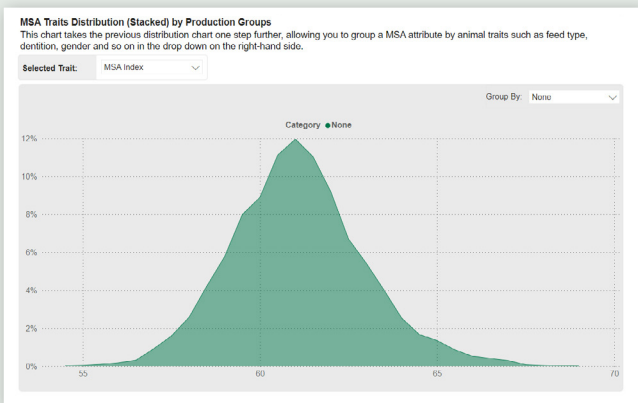 MSA Traits Distribution (Stacked) by Production Groups
This chart takes the previous distribution chart one step further, allowing you to group a MSA attribute by animal traits such as feed type,
dentition, gender and so on in the drop down on the right-hand side.
Selected Trait: MSA Index
Group By: None
Category None
12%
10%
8%
6%
4%
2%
0%
55 60 65 70